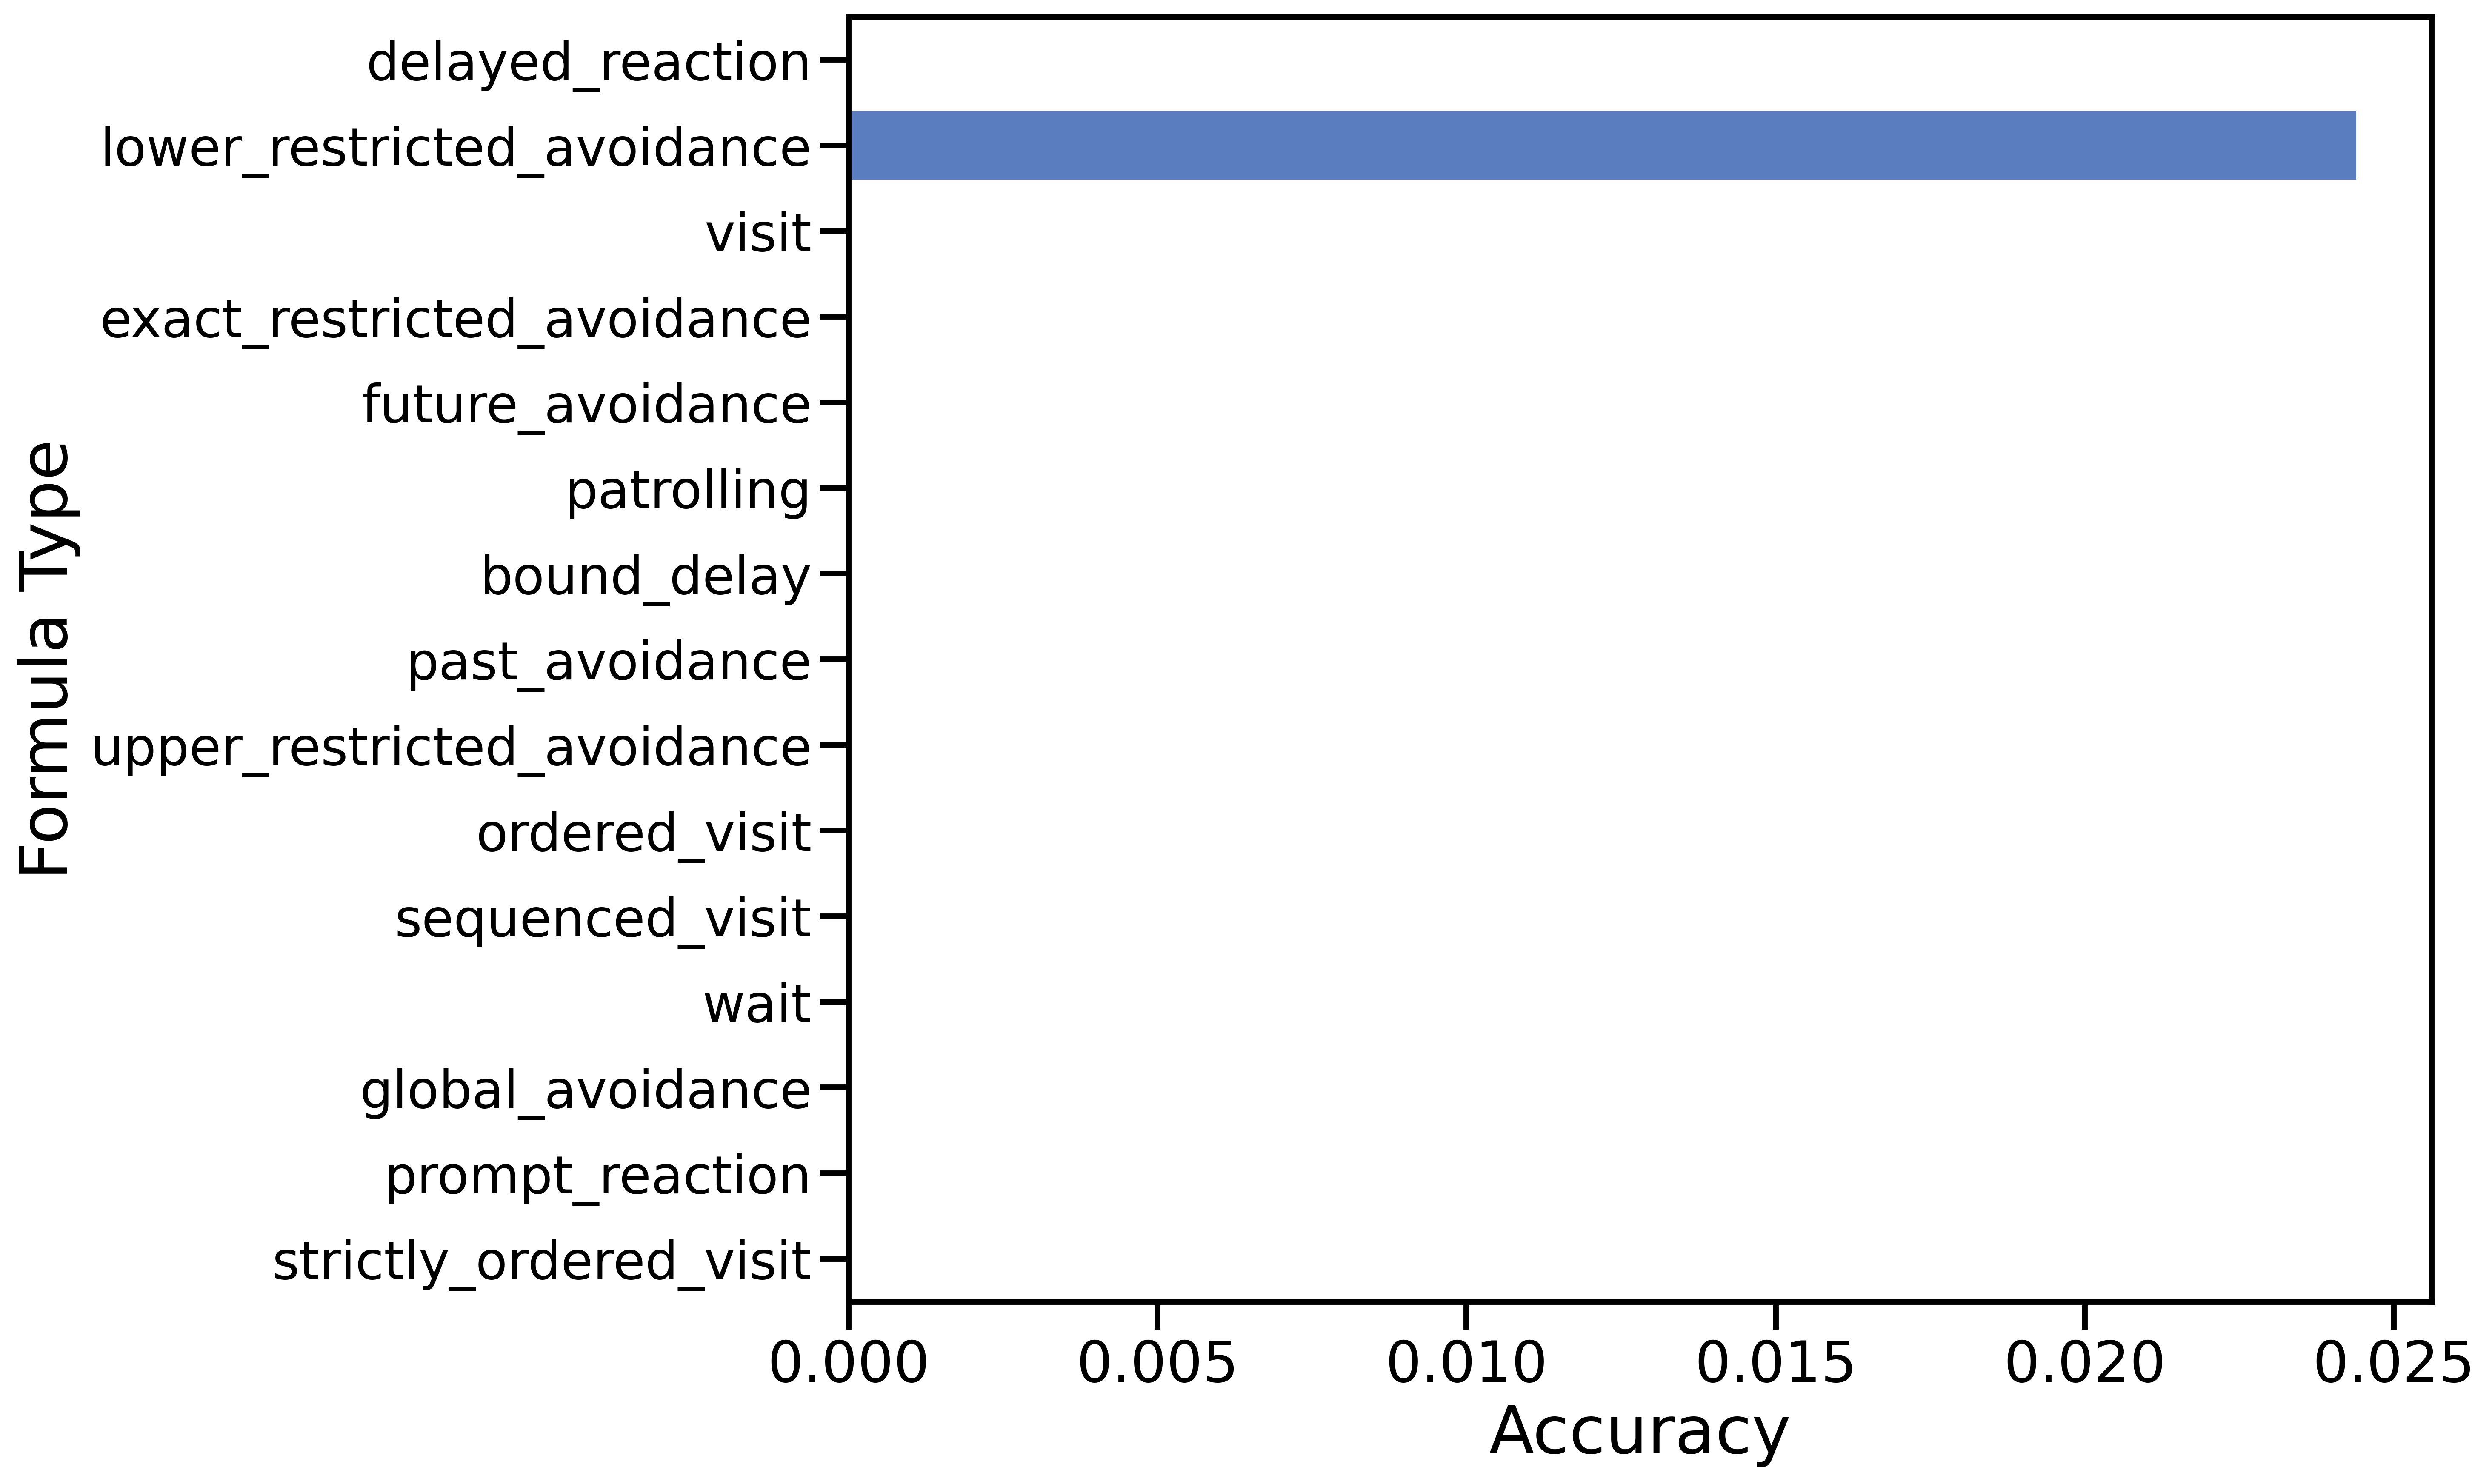 delayed_reaction
lower_restricted_avoidance
visit
exact_restricted_avoidance
future_avoidance
patrolling
bound_delay
past_avoidance
upper_restricted_avoidance
ordered_visit
sequenced_visit
wait
global_avoidance
prompt_reaction
strictly_ordered_visit
Formula Type
0.000 0.005 0.010 0.015 0.020 0.025
Accuracy